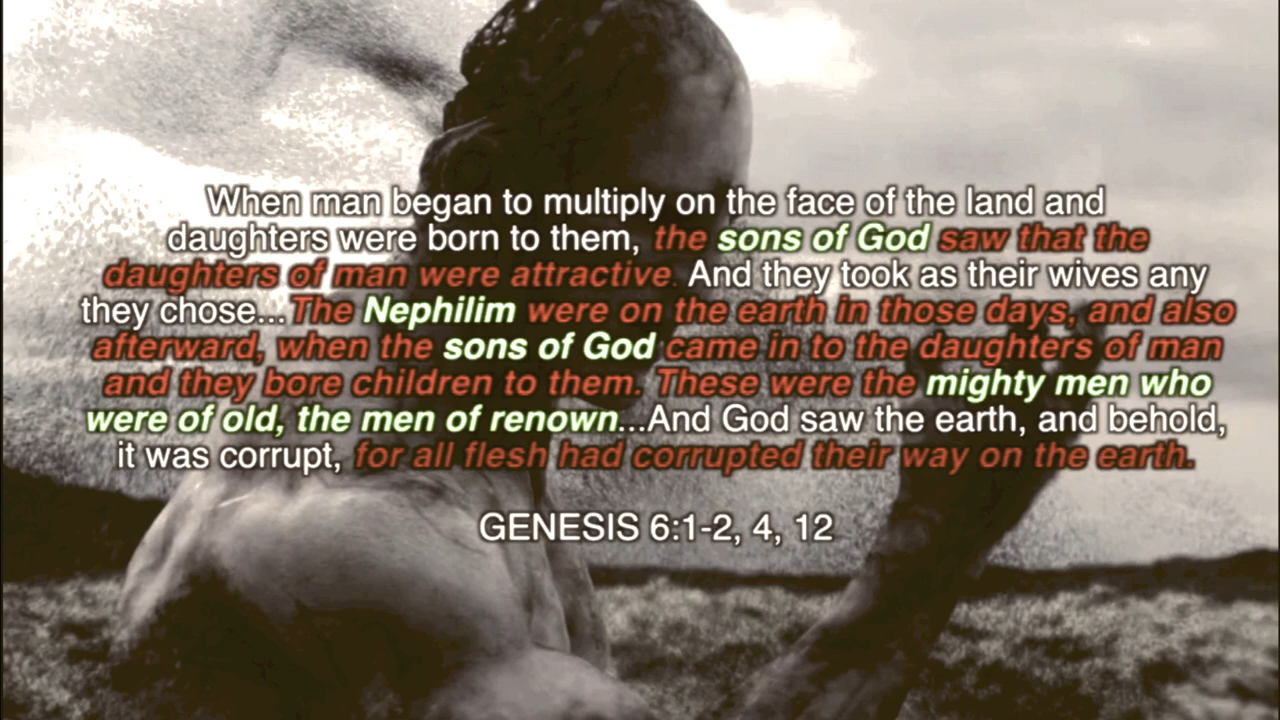 When man began to multiply on the face of the land and
daughters were born to them, the sons of God saw that the
daughters of man were attractive. And they took as their wives any
they chose...The Nephilim were on the earth in those days, and also
afterward, when the sons of God came in to the daughters of man
and they bore children to them. These were the mighty men who
were of old, the men of renown...And God saw the earth, and behold,
it was corrupt, for all flesh had corrupted their way on the earth.
GENESIS 6:1-2, 4, 12